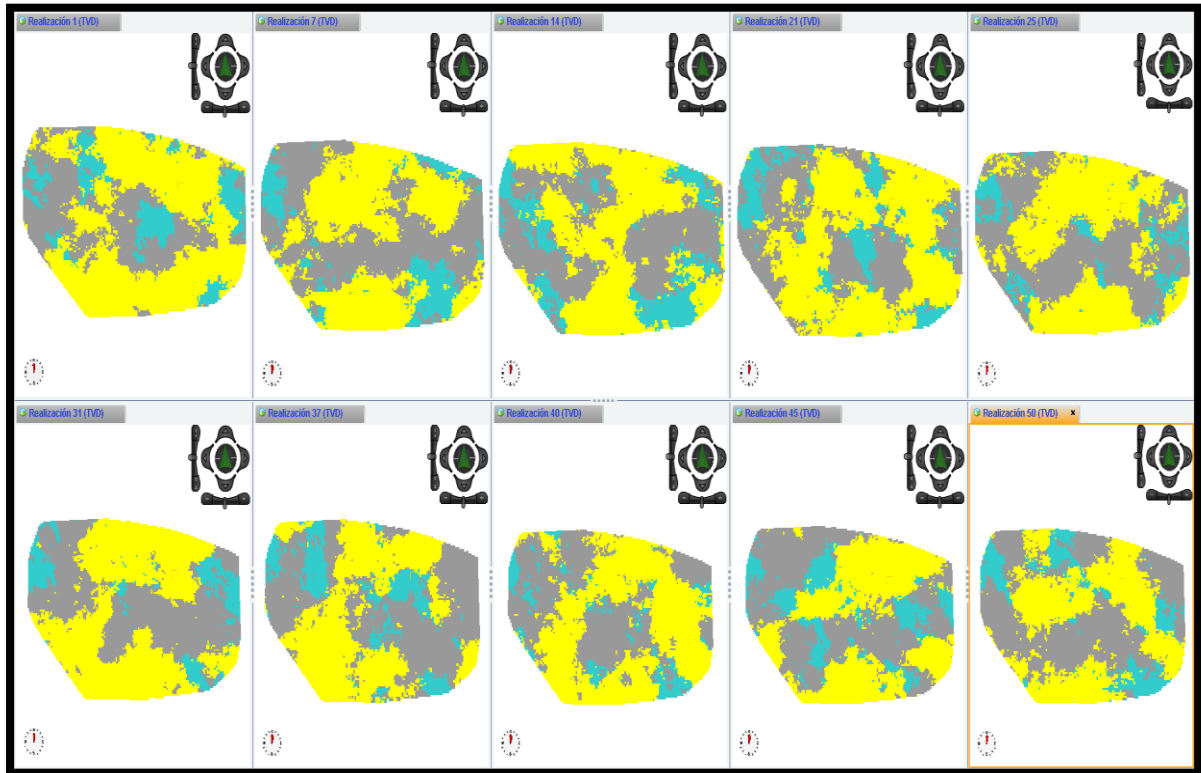 Realización 1 (TVD)
Realización 7 (TVD)
Realización 14 (TVD)
Realización 21 (TVD)
Realización 25 (TVD)
Realización 31 (TVD)
Realización 37 (TVD)
Realización 40 (TVD)
Realización 45 (TVD)
Realización 50 (TVD) x